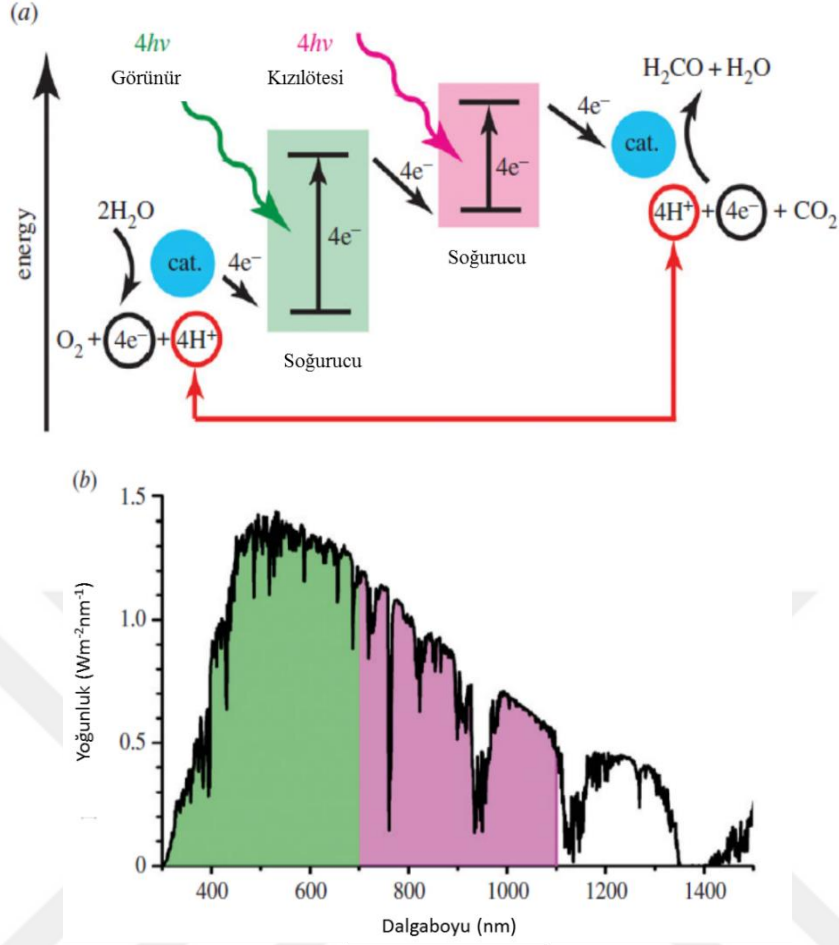 (a)
4hν
4hν
Görünür
Kızılötesi
H₂CO + H₂O
4e⁻
cat.
4e⁻
4e⁻
4H⁺ + 4e⁻ + CO₂
2H₂O
4e⁻
cat.
4e⁻
Soğurucu
energy
O₂ + 4e⁻ + 4H⁺
Soğurucu
(b)
1.5
1.0
0.5
0
Yoğunluk (Wm⁻²nm⁻¹)
400 600 800 1000 1200 1400
Dalgaboyu (nm)